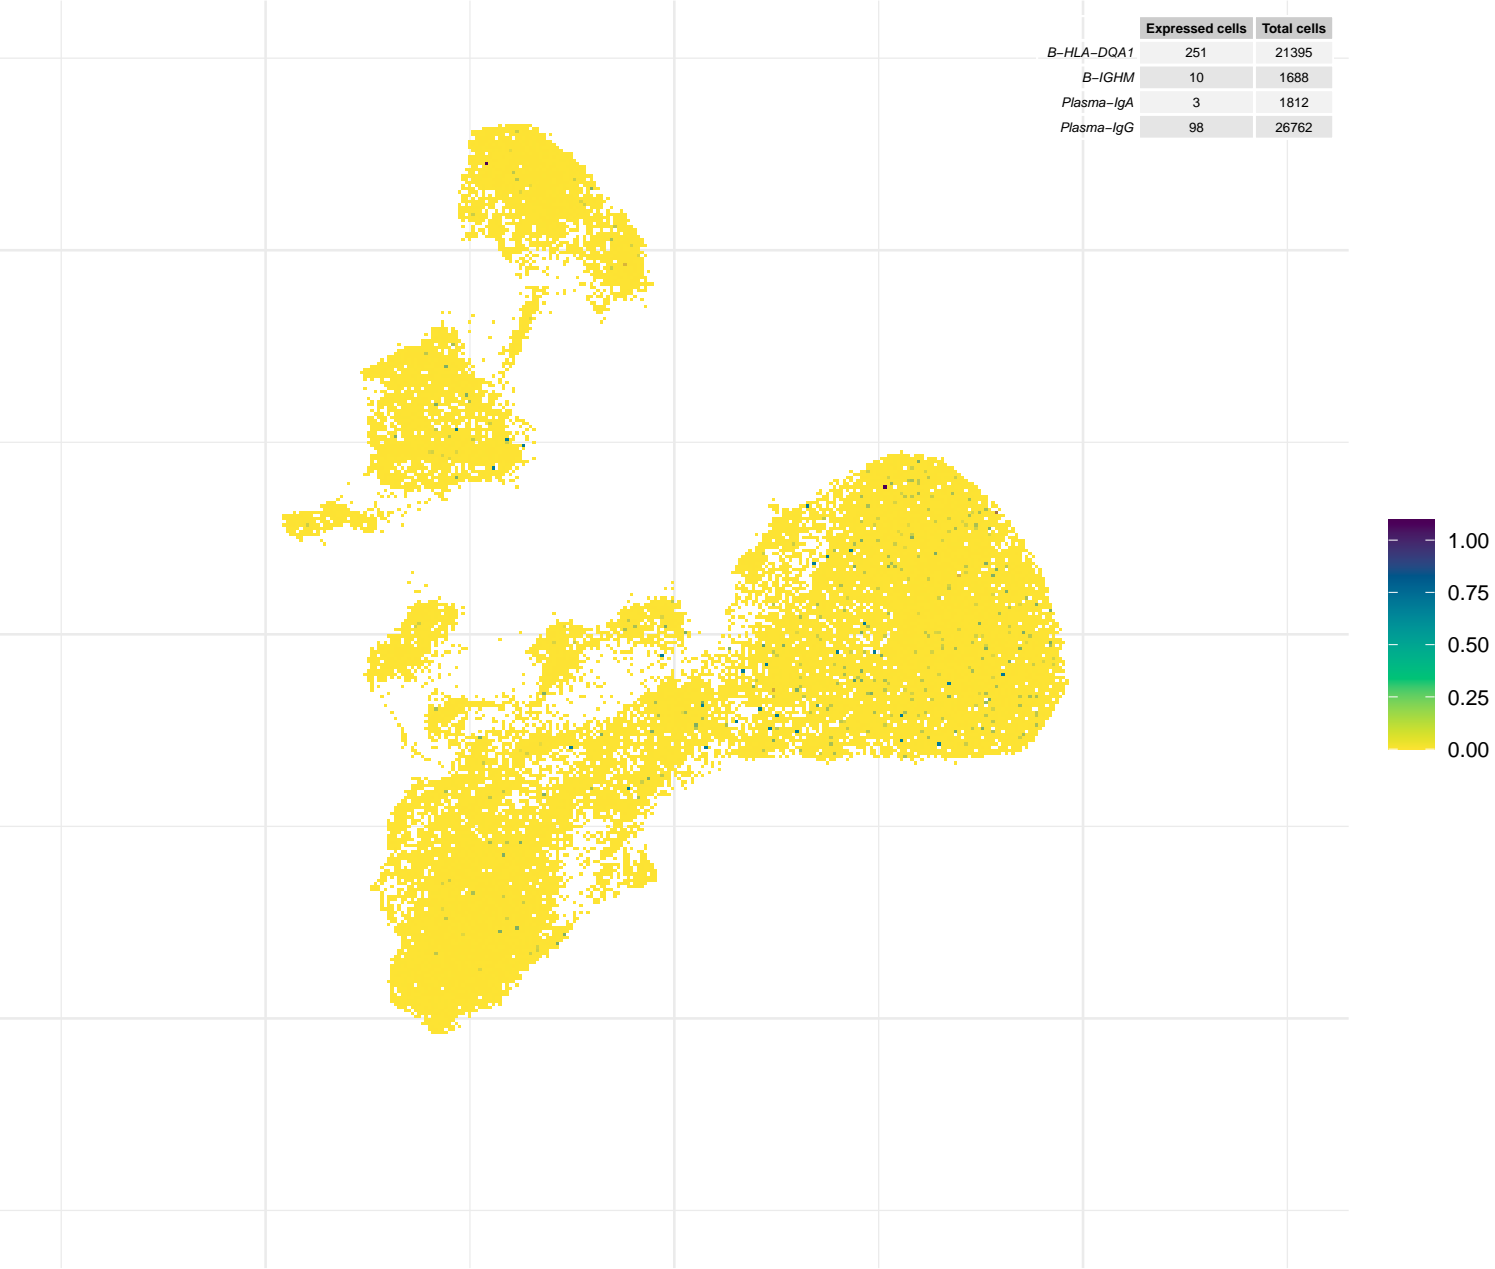 Expressed cells Total cells
B−HLA−DQA1 251 21395
B−IGHM 10 1688
Plasma−IgA 3 1812
Plasma−IgG 98 26762
1.00
0.75
0.50
0.25
0.00